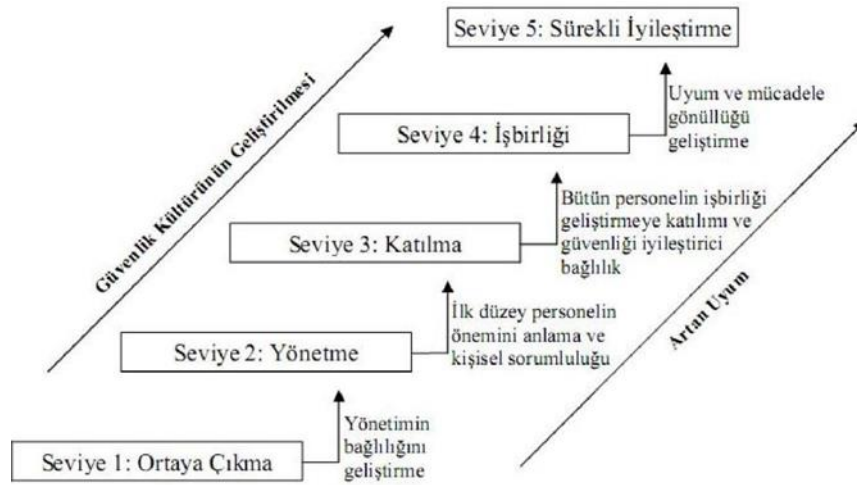 Seviye 5: Sürekli İyileştirme
Uyum ve mücadele
gönüllüğü
geliştirme
Seviye 4: İşbirliği
Güvenlik Kültürünün Geliştirilmesi
Bütün personelin işbirliği
geliştirmeye katılımı ve
güvenliği iyileştirici
bağlılık
Seviye 3: Katılma
Artan Uyum
İlk düzey personelin
önemini anlama ve
kişisel sorumluluğu
Seviye 2: Yönetme
Yönetimin
bağlılığını
geliştirme
Seviye 1: Ortaya Çıkma